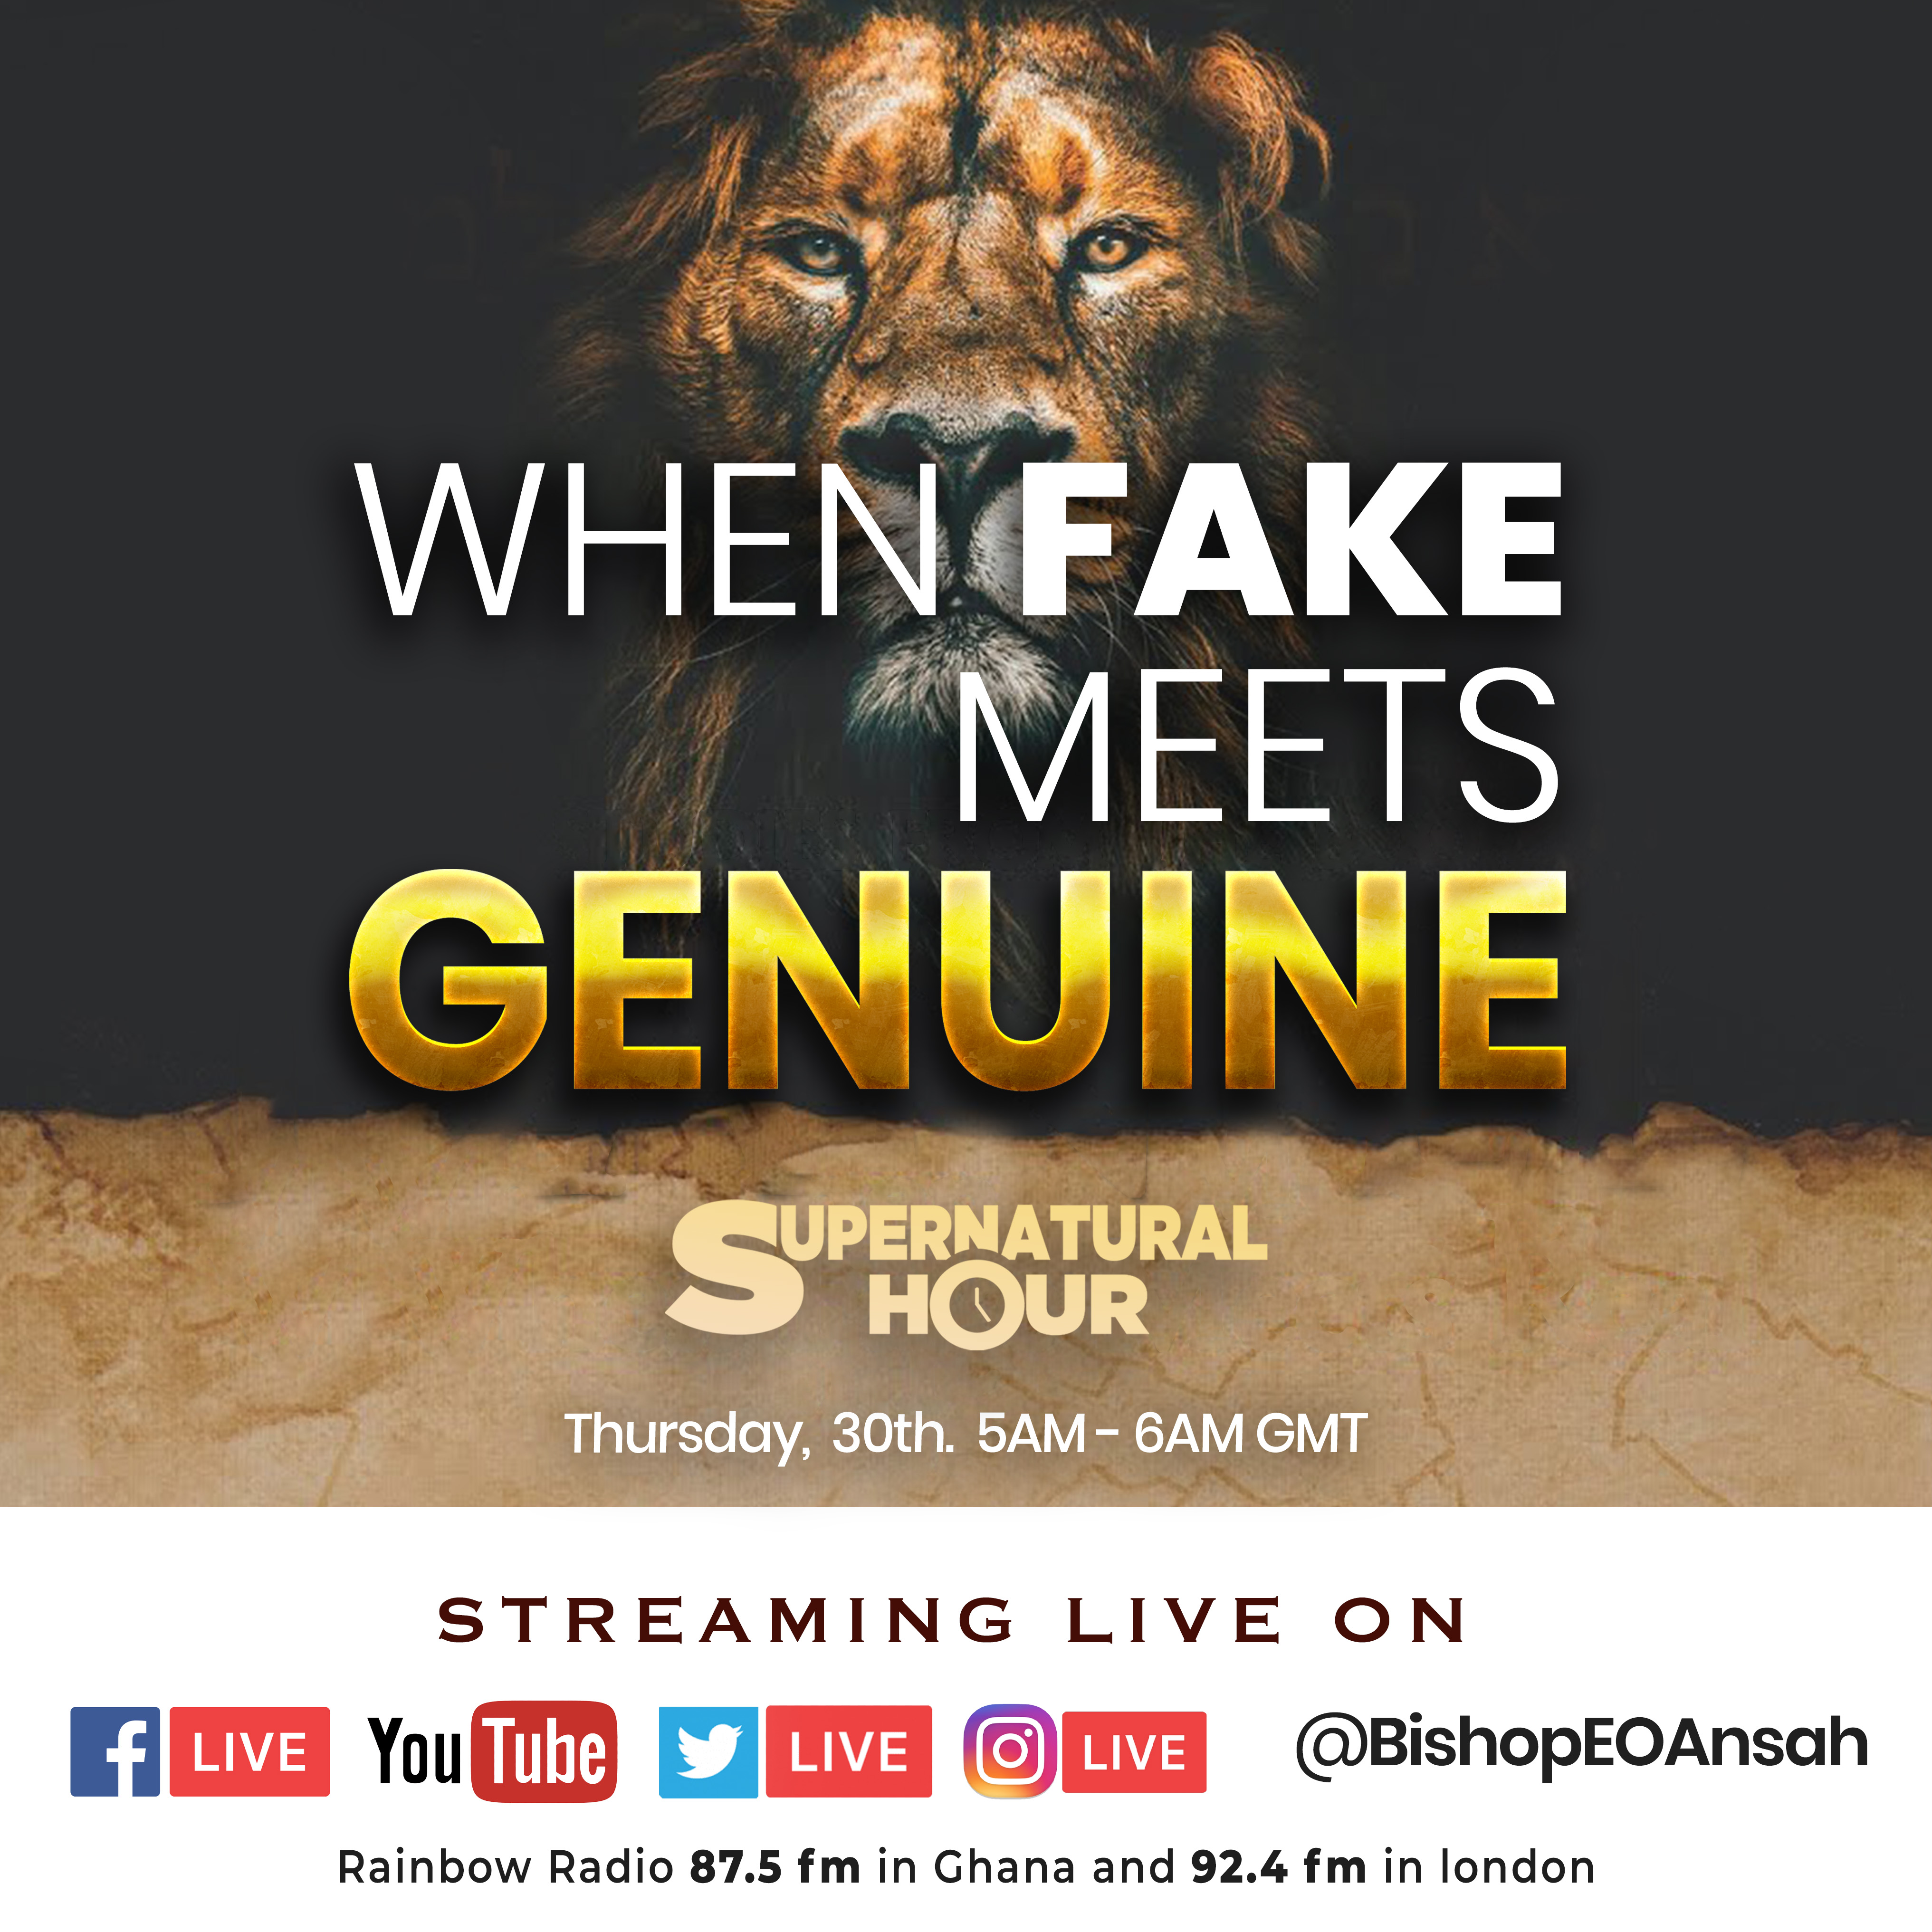 WHEN FAKE
MEETS
GENUINE
SUPERNATURAL
HOUR
Thursday, 30th. 5AM - 6AM GMT
STREAMING LIVE ON
f LIVE YouTube LIVE LIVE @BishopEOAnsah
Rainbow Radio 87.5 fm in Ghana and 92.4 fm in london